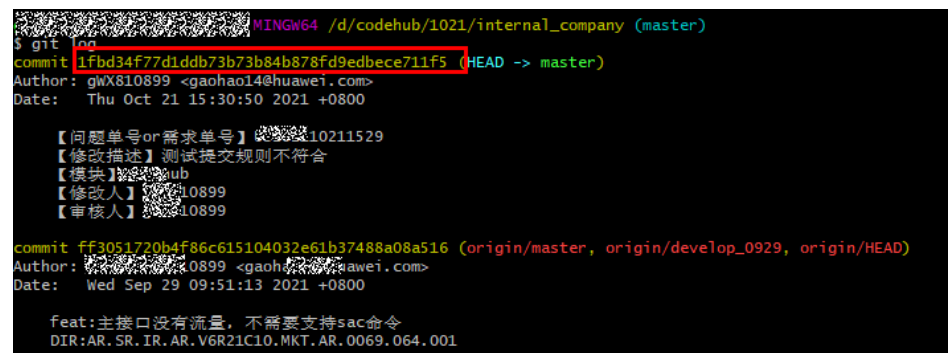 MINGW64 /d/codehub/1021/internal_company (master)
$ git log
commit 1fbd34f77d1ddb73b73b84b878fd9edbece711f5 (HEAD -> master)
Author: gWX810899 <gaohao14@huawei.com>
Date:   Thu Oct 21 15:30:50 2021 +0800
【问题单号or需求单号】10211529
【修改描述】测试提交规则不符合
【模块】ub
【修改人】10899
【审核人】10899
commit ff3051720b4f86c615104032e61b37488a08a516 (origin/master, origin/develop_0929, origin/HEAD)
Author: 0899 <gaoh awei.com>
Date:   Wed Sep 29 09:51:13 2021 +0800
feat:主接口没有流量，不需要支持sac命令
DIR:AR.SR.IR.AR.V6R21C10.MKT.AR.0069.064.001